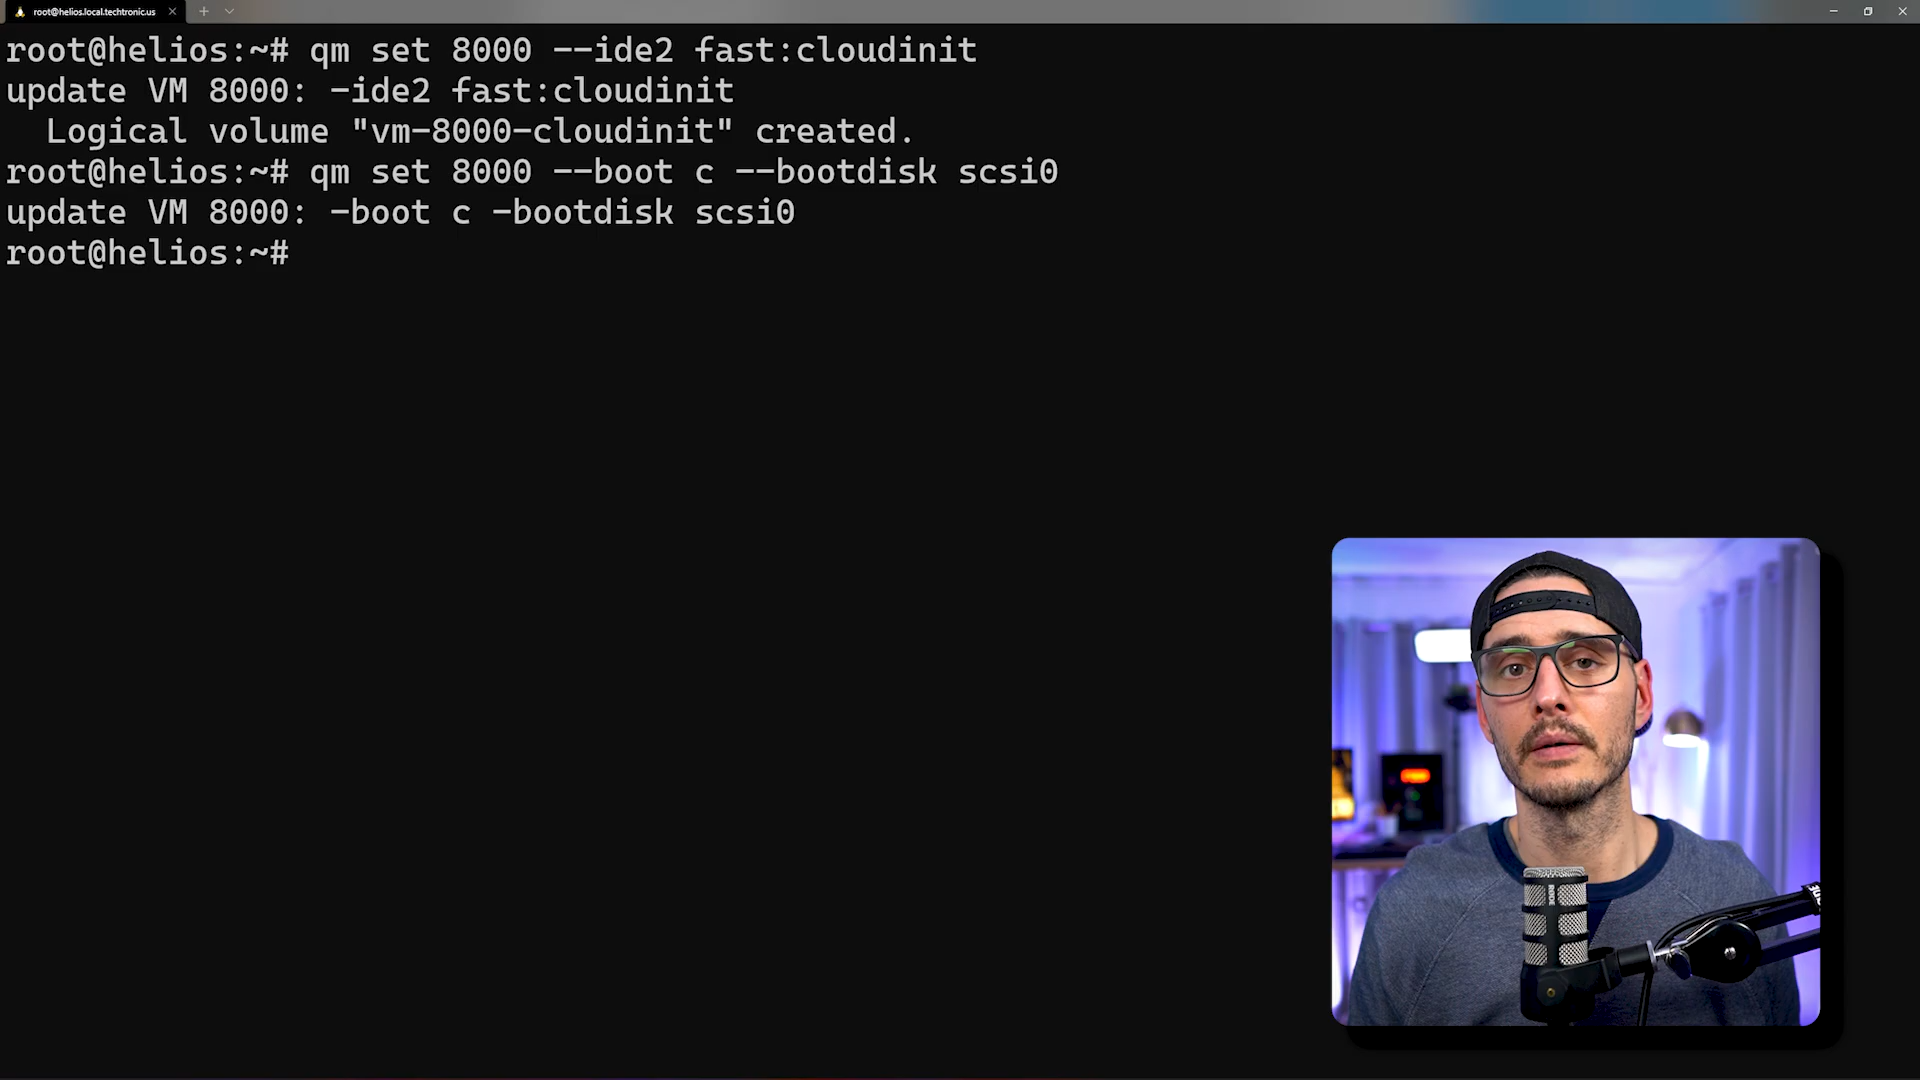 root@helios.local.techtronic.us
root@helios:~# qm set 8000 --ide2 fast:cloudinit
update VM 8000: -ide2 fast:cloudinit
  Logical volume "vm-8000-cloudinit" created.
root@helios:~# qm set 8000 --boot c --bootdisk scsi0
update VM 8000: -boot c -bootdisk scsi0
root@helios:~#
RODE